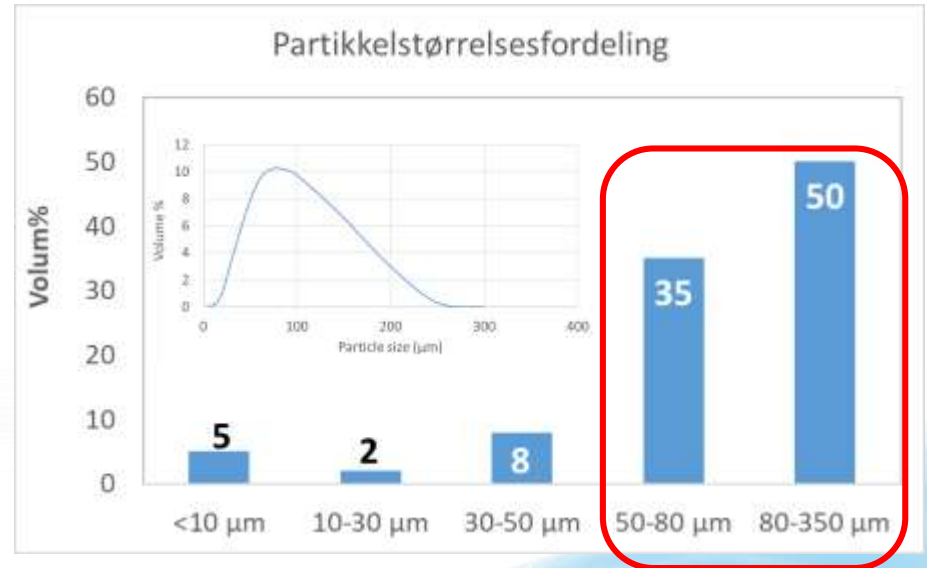 Partikkelstørrelsesfordeling
Volum%
60
50
40
30
20
10
0
12
10
8
6
4
2
0
Volume %
0 100 200 300 400
Particle size (µm)
5 2 8 35 50
<10 µm 10-30 µm 30-50 µm 50-80 µm 80-350 µm